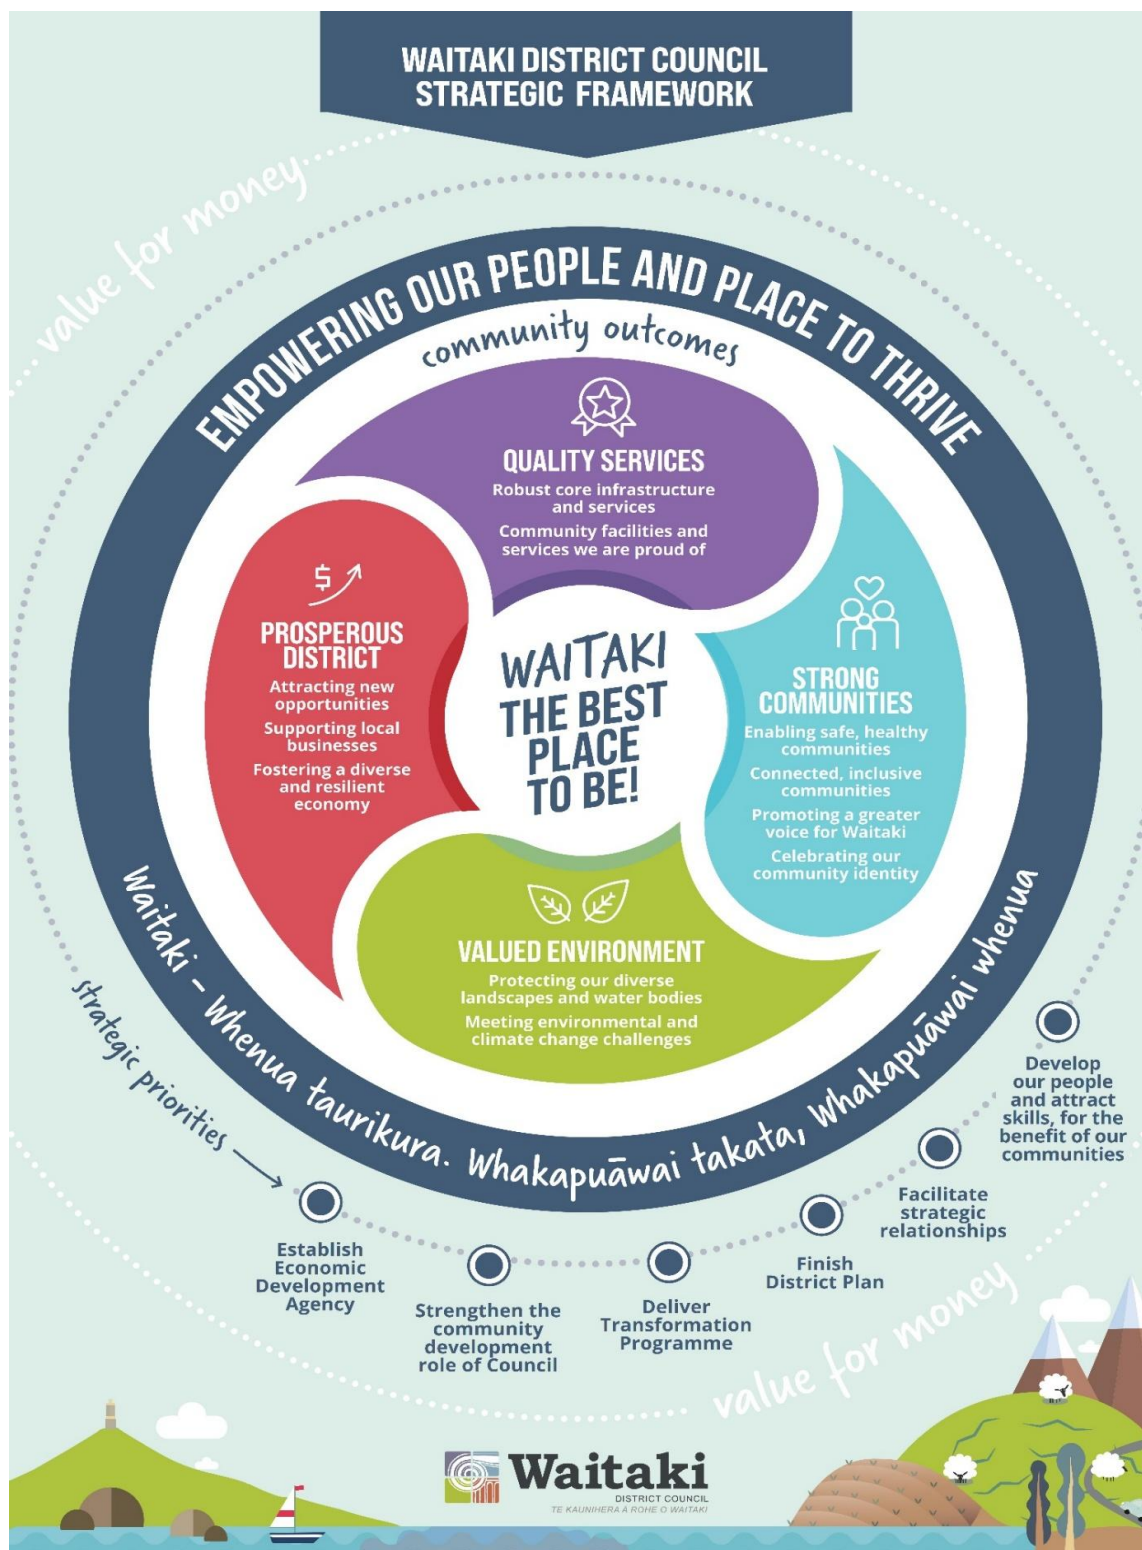 WAITAKI DISTRICT COUNCIL
STRATEGIC FRAMEWORK
value for money
EMPOWERING OUR PEOPLE AND PLACE TO THRIVE
community outcomes
QUALITY SERVICES
Robust core infrastructure
and services
Community facilities and
services we are proud of
PROSPEROUS
DISTRICT
Attracting new
opportunities
Supporting local
businesses
Fostering a diverse
and resilient
economy
WAITAKI
THE BEST
PLACE
TO BE!
STRONG
COMMUNITIES
Enabling safe, healthy
communities
Connected, inclusive
communities
Promoting a greater
voice for Waitaki
Celebrating our
community identity
VALUED ENVIRONMENT
Protecting our diverse
landscapes and water bodies
Meeting environmental and
climate change challenges
Waitaki – Whenua taurikura. Whakapuāwai takata, Whakapuāwai whenua
strategic priorities
Establish
Economic
Development
Agency
Strengthen the
community
development
role of Council
Deliver
Transformation
Programme
Finish
District Plan
Facilitate
strategic
relationships
Develop
our people
and attract
skills, for the
benefit of our
communities
value for money
Waitaki
DISTRICT COUNCIL
TE KAUNIHERA Ā ROHE O WAITAKI